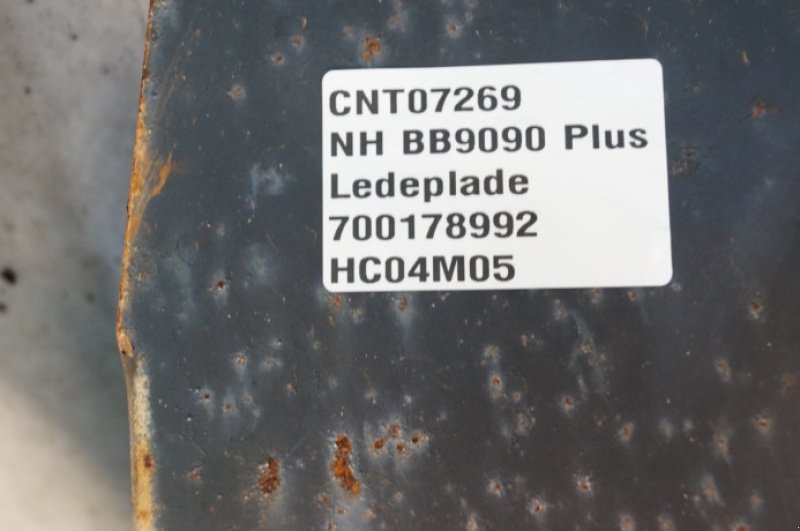 CNT07269
NH BB9090 Plus
Ledeplade
700178992
HC04M05